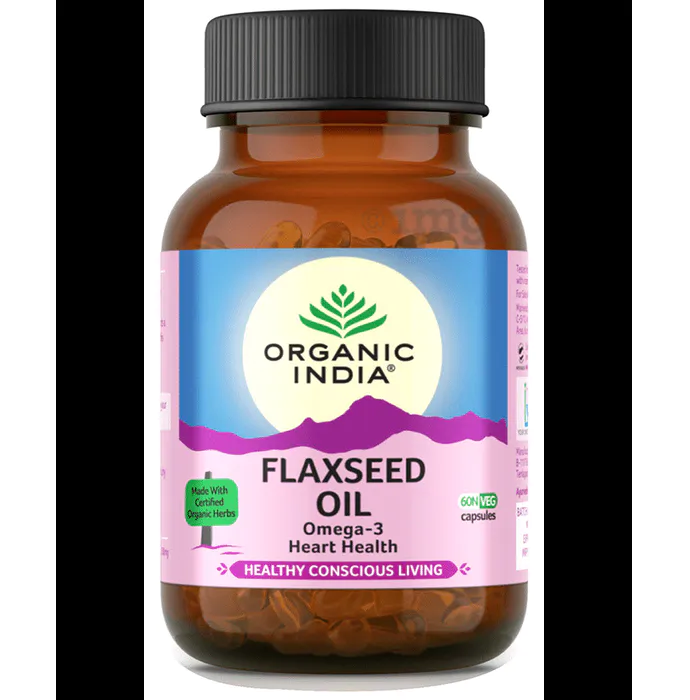 1mg
ORGANIC
INDIA®
FLAXSEED
OIL
Omega-3
Heart Health
HEALTHY CONSCIOUS LIVING
Made With
Certified
Organic Herbs
60N VEG
capsules